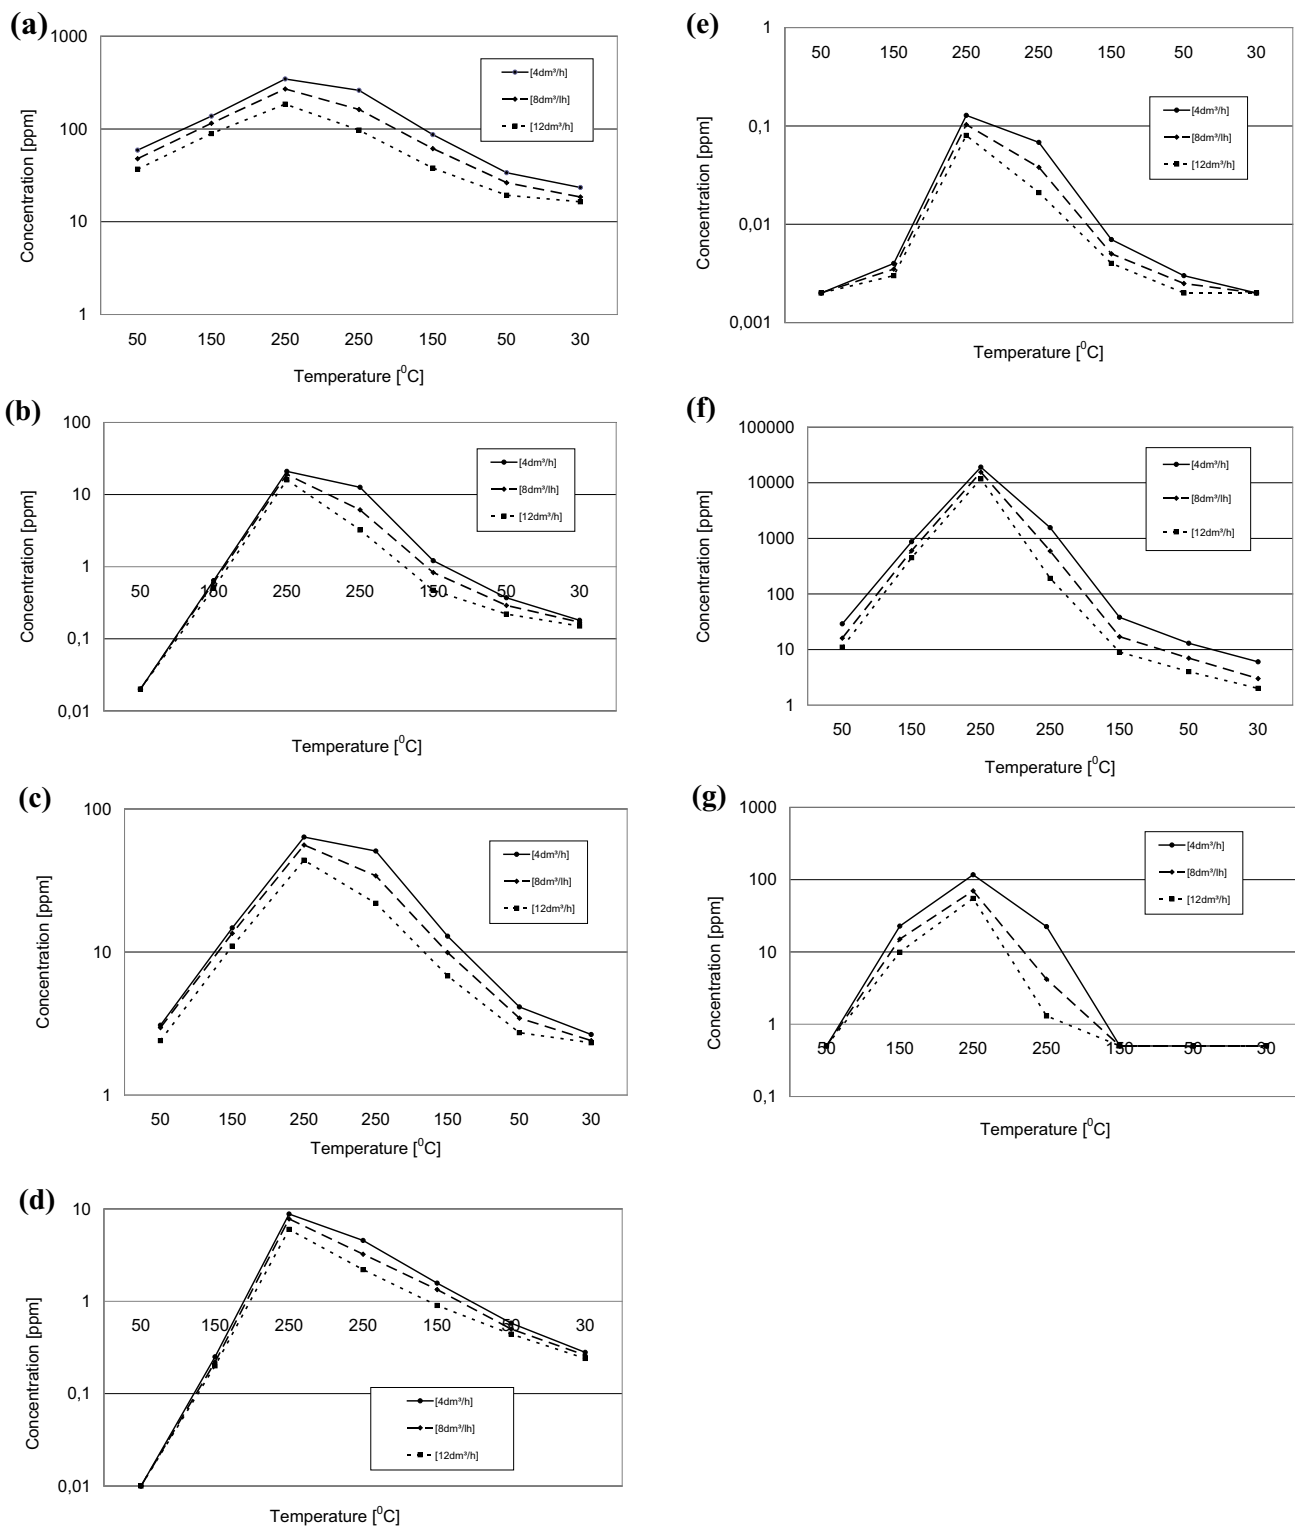 (a)
1000
100
10
1
Concentration [ppm]
50 150 250 250 150 50 30
Temperature [⁰C]
[4dm³/h]
[8dm³/lh]
[12dm³/h]
(b)
100
10
1
0,1
0,01
Concentration [ppm]
50 150 250 250 150 50 30
Temperature [⁰C]
[4dm³/h]
[8dm³/lh]
[12dm³/h]
(c)
100
10
1
Concentration [ppm]
50 150 250 250 150 50 30
Temperature [⁰C]
[4dm³/h]
[8dm³/lh]
[12dm³/h]
(d)
10
1
0,1
0,01
Concentration [ppm]
50 150 250 250 150 50 30
Temperature [⁰C]
[4dm³/h]
[8dm³/lh]
[12dm³/h]
(e)
1
0,1
0,01
0,001
Concentration [ppm]
50 150 250 250 150 50 30
Temperature [⁰C]
[4dm³/h]
[8dm³/lh]
[12dm³/h]
(f)
100000
10000
1000
100
10
1
Concentration [ppm]
50 150 250 250 150 50 30
Temperature [⁰C]
[4dm³/h]
[8dm³/lh]
[12dm³/h]
(g)
1000
100
10
1
0,1
Concentration [ppm]
50 150 250 250 150 50 30
Temperature [⁰C]
[4dm³/h]
[8dm³/lh]
[12dm³/h]